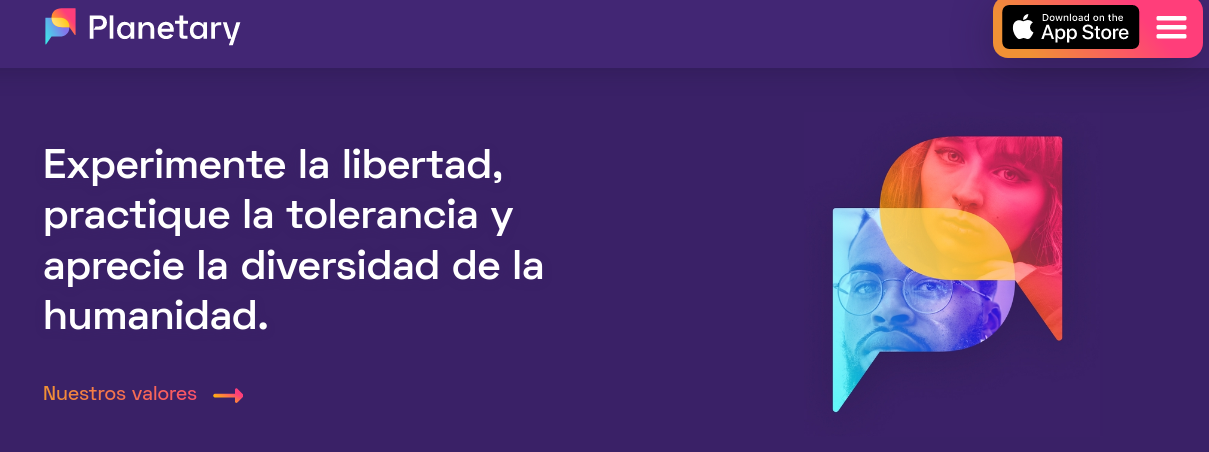 Planetary
Download on the
App Store
Experimente la libertad,
practique la tolerancia y
aprecie la diversidad de la
humanidad.
Nuestros valores